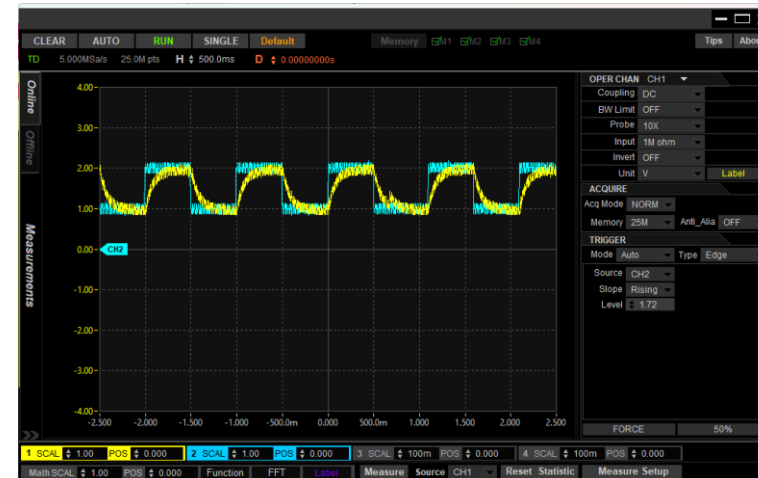 CLEAR AUTO RUN SINGLE Default Memory M1 M2 M3 M4 Tips
TD 5.000MSa/s 25.0M pts H 500.0ms D 0.00000000s
Online
Offline
Measurements
4.00
3.00
2.00
1.00
0.00
CH2
-1.00
-2.00
-3.00
-4.00
-2.500 -2.000 -1.500 -1.000 -500.0m 0.000 500.0m 1.000 1.500 2.000 2.500
OPER CHAN CH1
Coupling DC
BW Limit OFF
Probe 10X
Input 1M ohm
Invert OFF
Unit V Label
ACQUIRE
Acq Mode NORM
Memory 25M Anti_Alia OFF
TRIGGER
Mode Auto Type Edge
Source CH2
Slope Rising
Level 1.72
FORCE 50%
>>
1 SCAL 1.00 POS 0.000 2 SCAL 1.00 POS 0.000 3 SCAL 100m POS 0.000 4 SCAL 100m POS 0.000
Math SCAL 1.00 POS 0.000 Function FFT Label Measure Source CH1 Reset Statistic Measure Setup